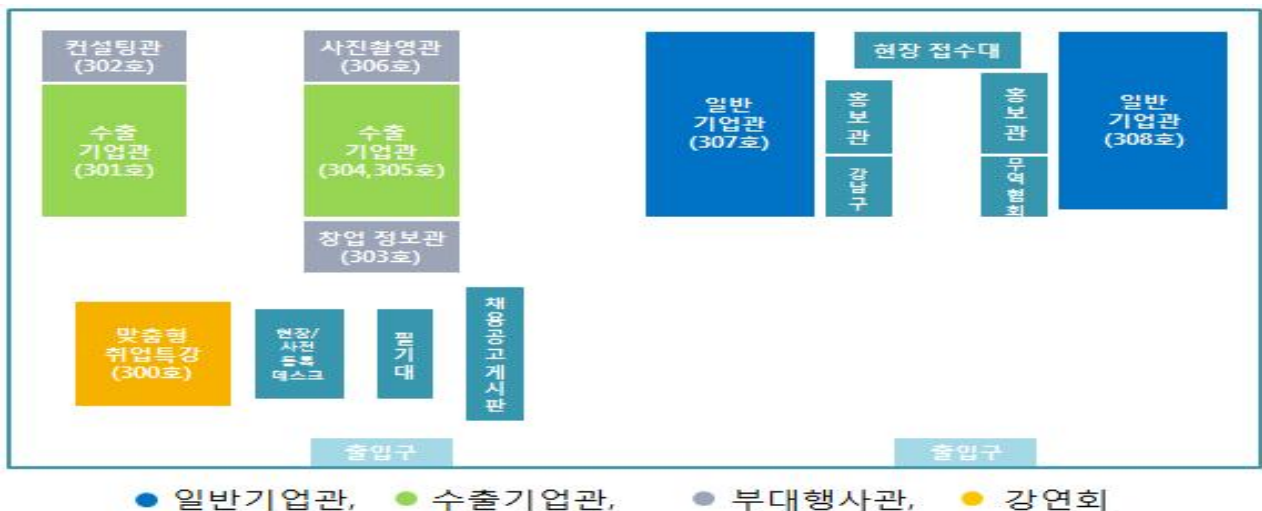 컨설팅관
(302호)
수출
기업관
(301호)
사진촬영관
(306호)
수출
기업관
(304,305호)
창업 정보관
(303호)
맞춤형
취업특강
(300호)
현장/
사전
등록
데스크
필기대
채용공고게시판
출입구
일반
기업관
(307호)
현장 접수대
홍보관
강남구
홍보관
무역협회
일반
기업관
(308호)
출입구
일반기업관, 수출기업관, 부대행사관, 강연회